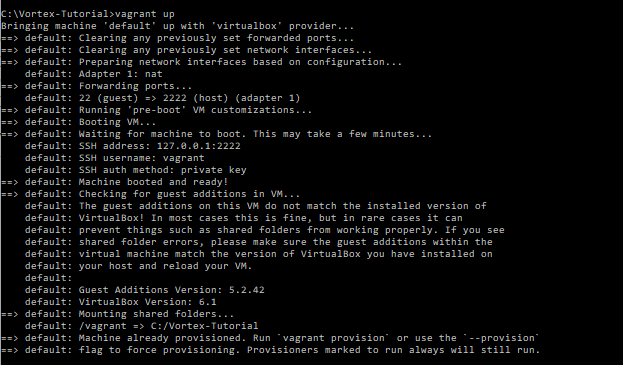 C:\Vortex-Tutorial>vagrant up
Bringing machine 'default' up with 'virtualbox' provider...
==> default: Clearing any previously set forwarded ports...
==> default: Clearing any previously set network interfaces...
==> default: Preparing network interfaces based on configuration...
    default: Adapter 1: nat
==> default: Forwarding ports...
    default: 22 (guest) => 2222 (host) (adapter 1)
==> default: Running 'pre-boot' VM customizations...
==> default: Booting VM...
==> default: Waiting for machine to boot. This may take a few minutes...
    default: SSH address: 127.0.0.1:2222
    default: SSH username: vagrant
    default: SSH auth method: private key
==> default: Machine booted and ready!
==> default: Checking for guest additions in VM...
    default: The guest additions on this VM do not match the installed version of
    default: VirtualBox! In most cases this is fine, but in rare cases it can
    default: prevent things such as shared folders from working properly. If you see
    default: shared folder errors, please make sure the guest additions within the
    default: virtual machine match the version of VirtualBox you have installed on
    default: your host and reload your VM.
    default:
    default: Guest Additions Version: 5.2.42
    default: VirtualBox Version: 6.1
==> default: Mounting shared folders...
    default: /vagrant => C:/Vortex-Tutorial
==> default: Machine already provisioned. Run `vagrant provision` or use the `--provision`
==> default: flag to force provisioning. Provisioners marked to run always will still run.